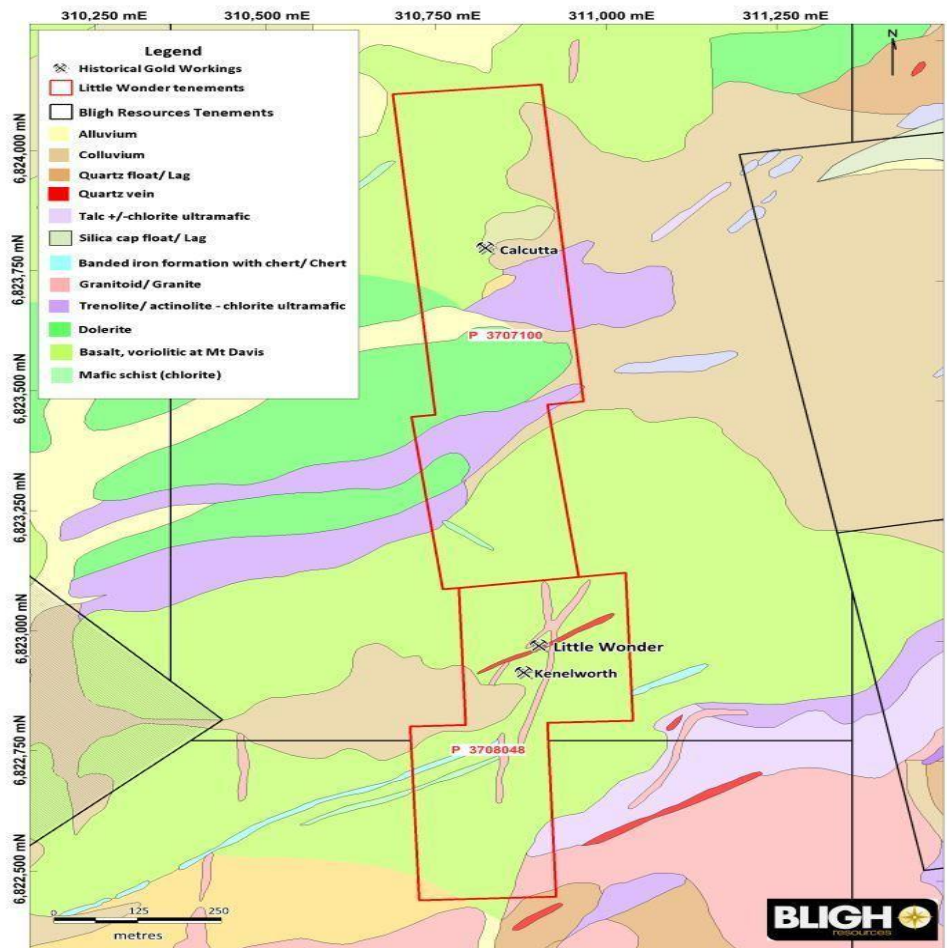 310,250 mE
310,500 mE
310,750 mE
311,000 mE
311,250 mE
N
Legend
Historical Gold Workings
Little Wonder tenements
Bligh Resources Tenements
Alluvium
Colluvium
Quartz float/ Lag
Quartz vein
Talc +/-chlorite ultramafic
Silica cap float/ Lag
Banded iron formation with chert/ Chert
Granitoid/ Granite
Trenolite/ actinolite - chlorite ultramafic
Dolerite
Basalt, voriolitic at Mt Davis
Mafic schist (chlorite)
6,824,000 mN
6,823,750 mN
6,823,500 mN
6,823,250 mN
6,823,000 mN
6,822,750 mN
6,822,500 mN
Calcutta
P 3707100
Little Wonder
Kenelworth
P 3708048
0 125 250
metres
BLIGH
resources